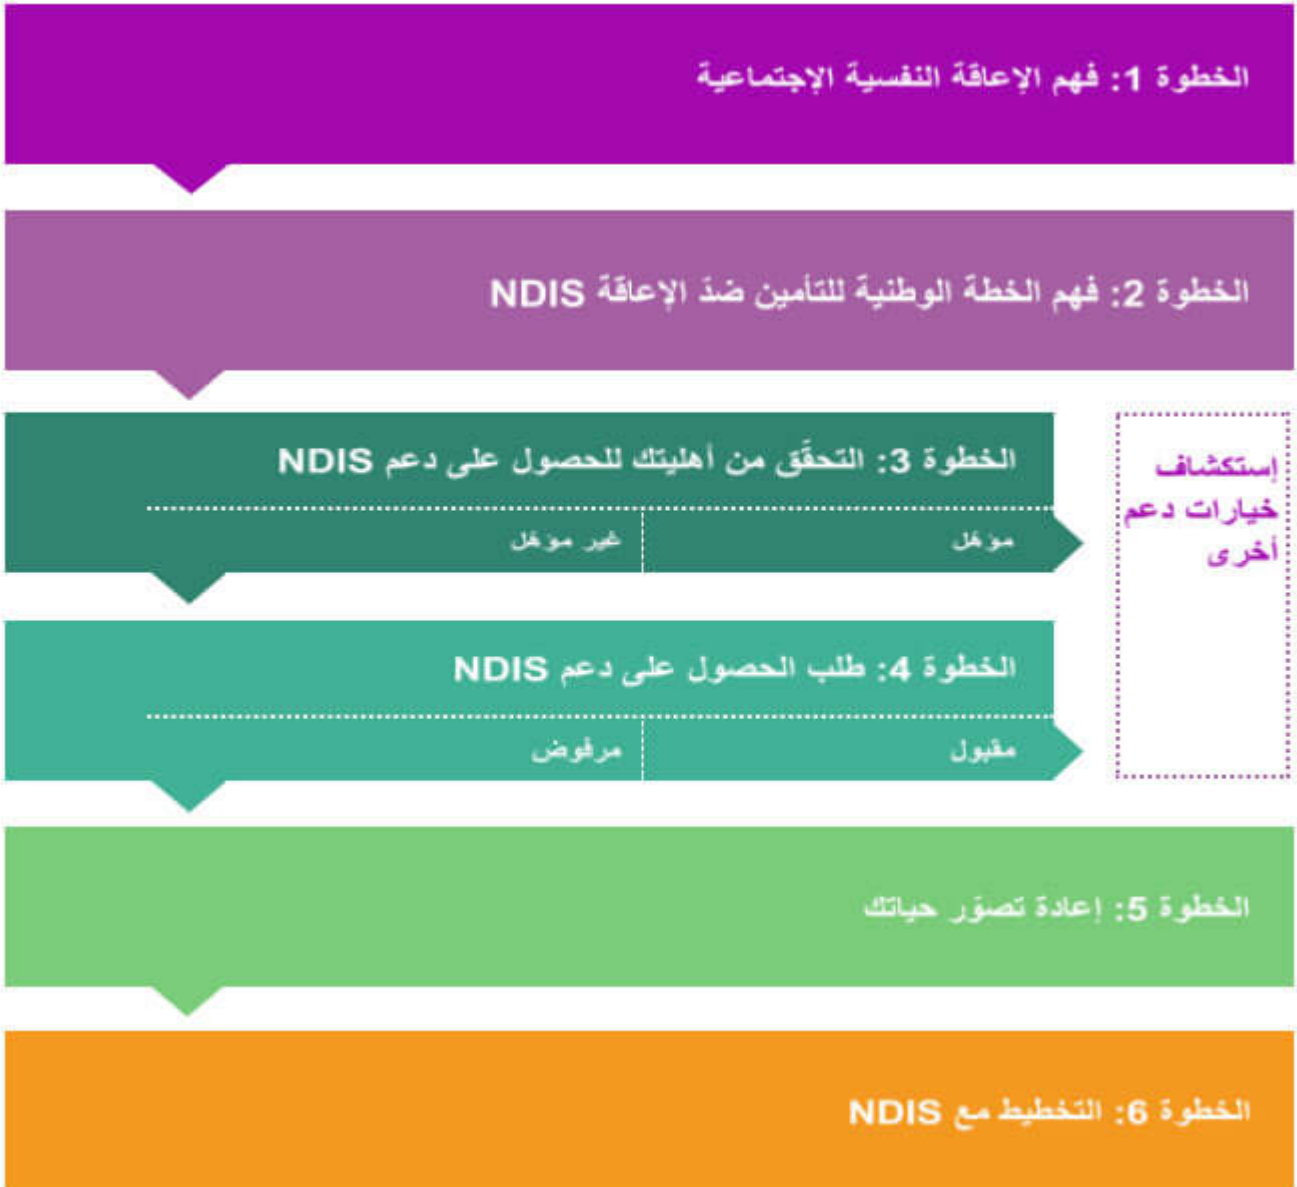 الخطوة 1: فهم الإعاقة النفسية الإجتماعية
الخطوة 2: فهم الخطة الوطنية للتأمين ضدّ الإعاقة NDIS
الخطوة 3: التحقّق من أهليتك للحصول على دعم NDIS
مؤهل
غير مؤهل
إستكشاف
خيارات دعم
أخرى
الخطوة 4: طلب الحصول على دعم NDIS
مقبول
مرفوض
الخطوة 5: إعادة تصوّر حياتك
الخطوة 6: التخطيط مع NDIS